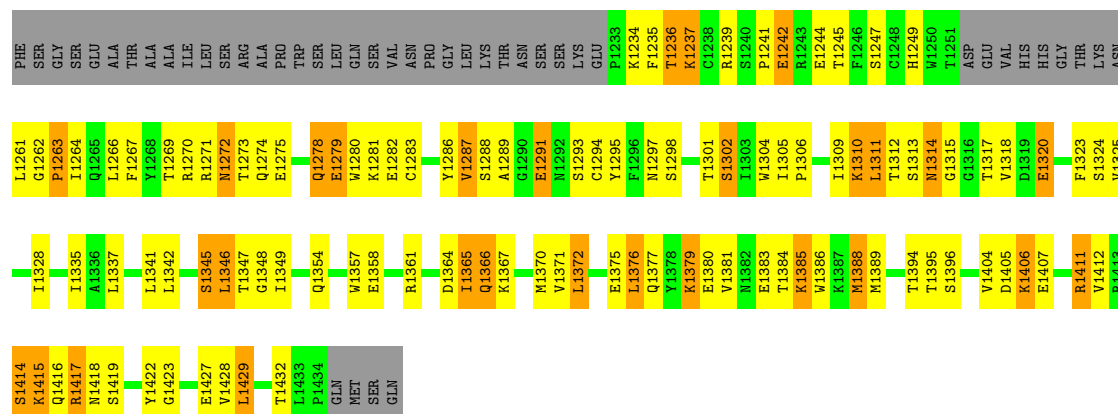 PHE SER GLY SER GLU ALA THR ALA ALA ILE LEU SER ARG ALA PRO TRP SER LEU GLN SER VAL ASN PRO GLY LEU LYS THR ASN SER SER LYS GLU P1233 K1234 F1235 T1236 K1237 C1238 R1239 S1240 P1241 E1242 R1243 E1244 T1245 F1246 S1247 C1248 H1249 W1250 T1251 ASP GLU VAL HIS HIS GLY THR LYS ASN
L1261 G1262 P1263 I1264 Q1265 L1266 F1267 Y1268 T1269 R1270 R1271 N1272 T1273 Q1274 E1275 Q1278 E1279 W1280 K1281 E1282 C1283 Y1286 V1287 S1288 A1289 G1290 E1291 N1292 S1293 C1294 Y1295 F1296 N1297 S1298 T1301 S1302 I1303 W1304 I1305 P1306 I1309 K1310 L1311 T1312 S1313 N1314 G1315 G1316 T1317 V1318 D1319 E1320 F1323 S1324 V1325
I1328 I1335 A1336 L1337 L1341 L1342 S1345 L1346 T1347 G1348 I1349 Q1354 W1357 E1358 R1361 D1364 I1365 Q1366 K1367 M1370 V1371 L1372 E1375 L1376 Q1377 Y1378 K1379 E1380 V1381 N1382 E1383 T1384 K1385 W1386 K1387 M1388 M1389 T1394 T1395 S1396 V1404 D1405 K1406 E1407 R1411 V1412 R1413
S1414 K1415 Q1416 R1417 N1418 S1419 Y1422 G1423 E1427 V1428 L1429 T1432 L1433 P1434 GLN MET SER GLN